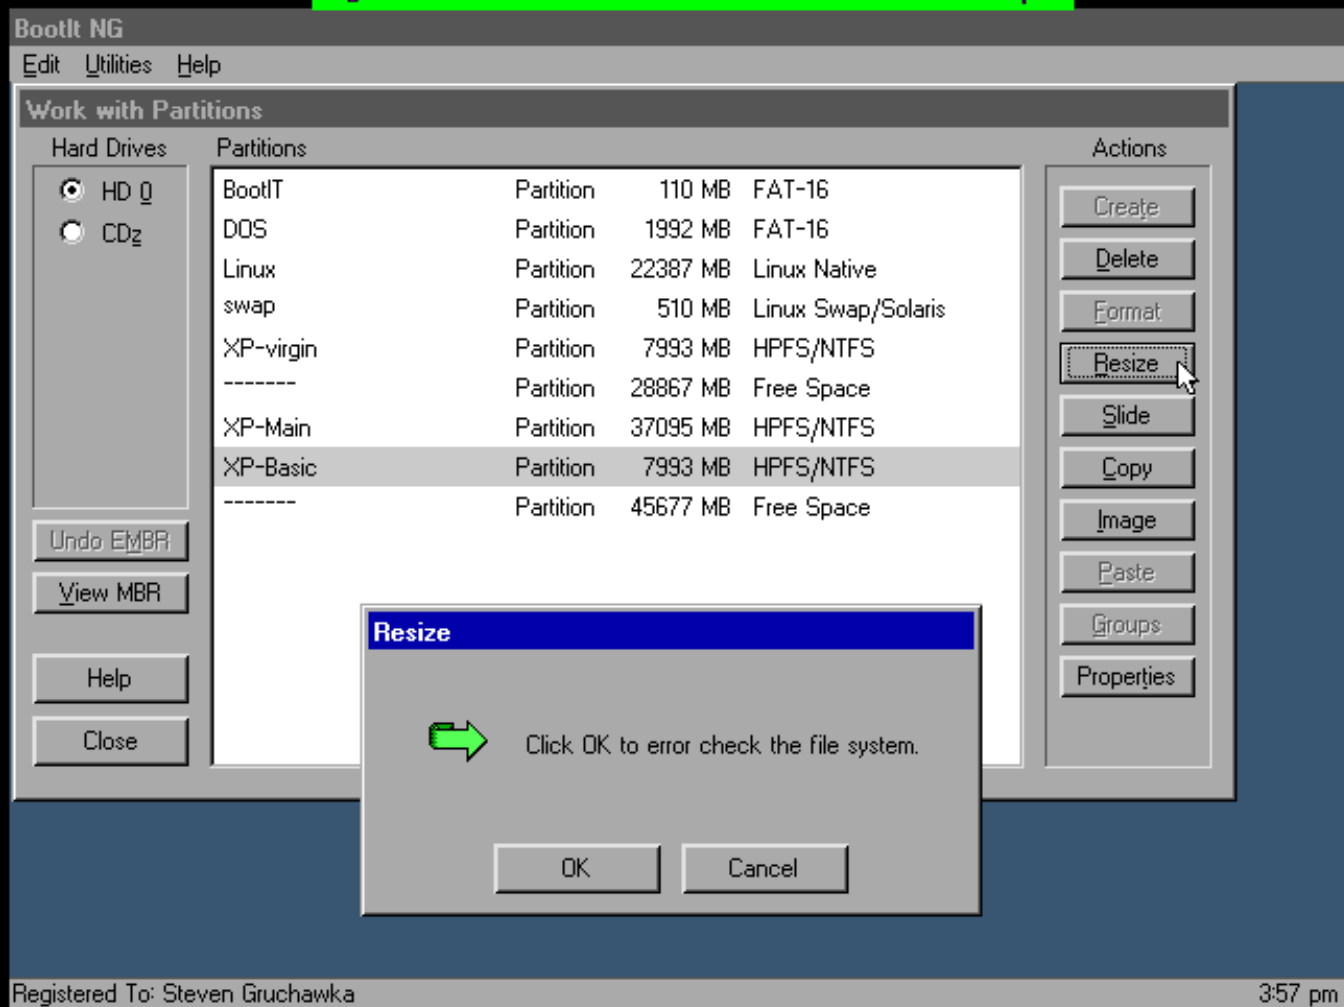 BootIt NG
Edit Utilities Help
Work with Partitions
Hard Drives Partitions Actions
HD 0
CDz
BootIT Partition 110 MB FAT-16
DOS Partition 1992 MB FAT-16
Linux Partition 22387 MB Linux Native
swap Partition 510 MB Linux Swap/Solaris
XP-virgin Partition 7993 MB HPFS/NTFS
------- Partition 28867 MB Free Space
XP-Main Partition 37095 MB HPFS/NTFS
XP-Basic Partition 7993 MB HPFS/NTFS
------- Partition 45677 MB Free Space
Create
Delete
Format
Resize
Slide
Copy
Image
Paste
Groups
Properties
Undo EMBR
View MBR
Help
Close
Resize
Click OK to error check the file system.
OK Cancel
Registered To: Steven Gruchawka 3:57 pm